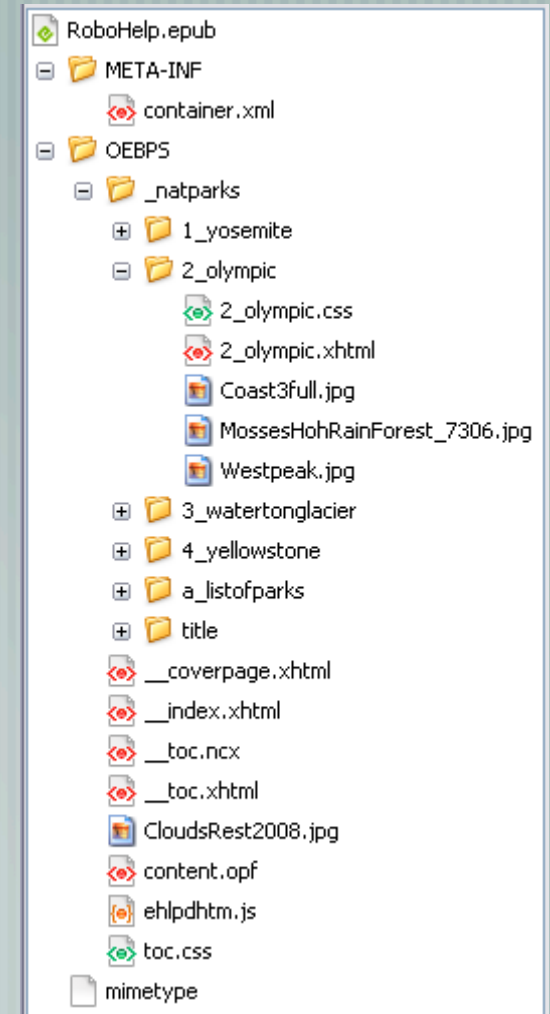 RoboHelp.epub
META-INF
container.xml
OEBPS
_natparks
1_yosemite
2_olympic
2_olympic.css
2_olympic.xhtml
Coast3full.jpg
MossesHohRainForest_7306.jpg
Westpeak.jpg
3_watertonglacier
4_yellowstone
a_listofparks
title
__coverpage.xhtml
__index.xhtml
__toc.ncx
__toc.xhtml
CloudsRest2008.jpg
content.opf
ehlpdhtm.js
toc.css
mimetype